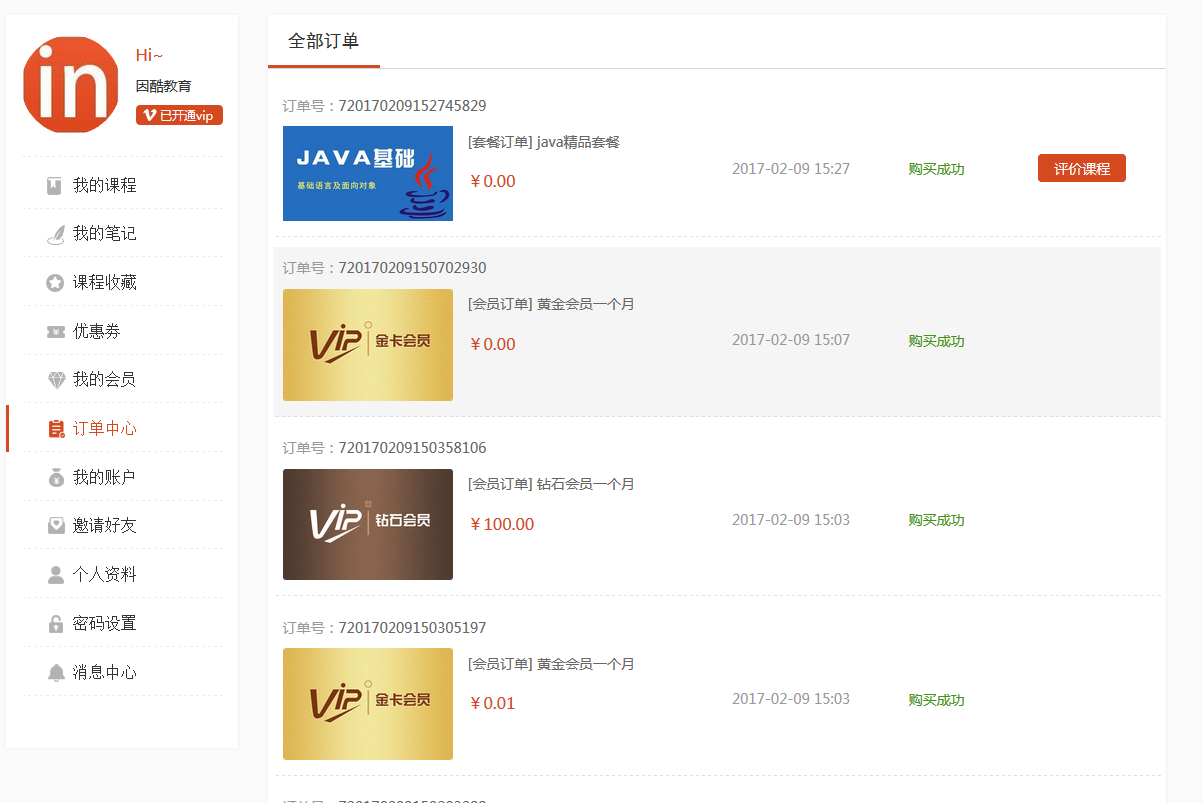 in
Hi~
因酷教育
V 已开通vip
我的课程
我的笔记
课程收藏
优惠券
我的会员
订单中心
我的账户
邀请好友
个人资料
密码设置
消息中心
全部订单
订单号：720170209152745829
JAVA基础
基础语言及面向对象
[套餐订单] java精品套餐
￥0.00
2017-02-09 15:27
购买成功
评价课程
订单号：720170209150702930
VIP 金卡会员
[会员订单] 黄金会员一个月
￥0.00
2017-02-09 15:07
购买成功
订单号：720170209150358106
VIP 钻石会员
[会员订单] 钻石会员一个月
￥100.00
2017-02-09 15:03
购买成功
订单号：720170209150305197
VIP 金卡会员
[会员订单] 黄金会员一个月
￥0.01
2017-02-09 15:03
购买成功